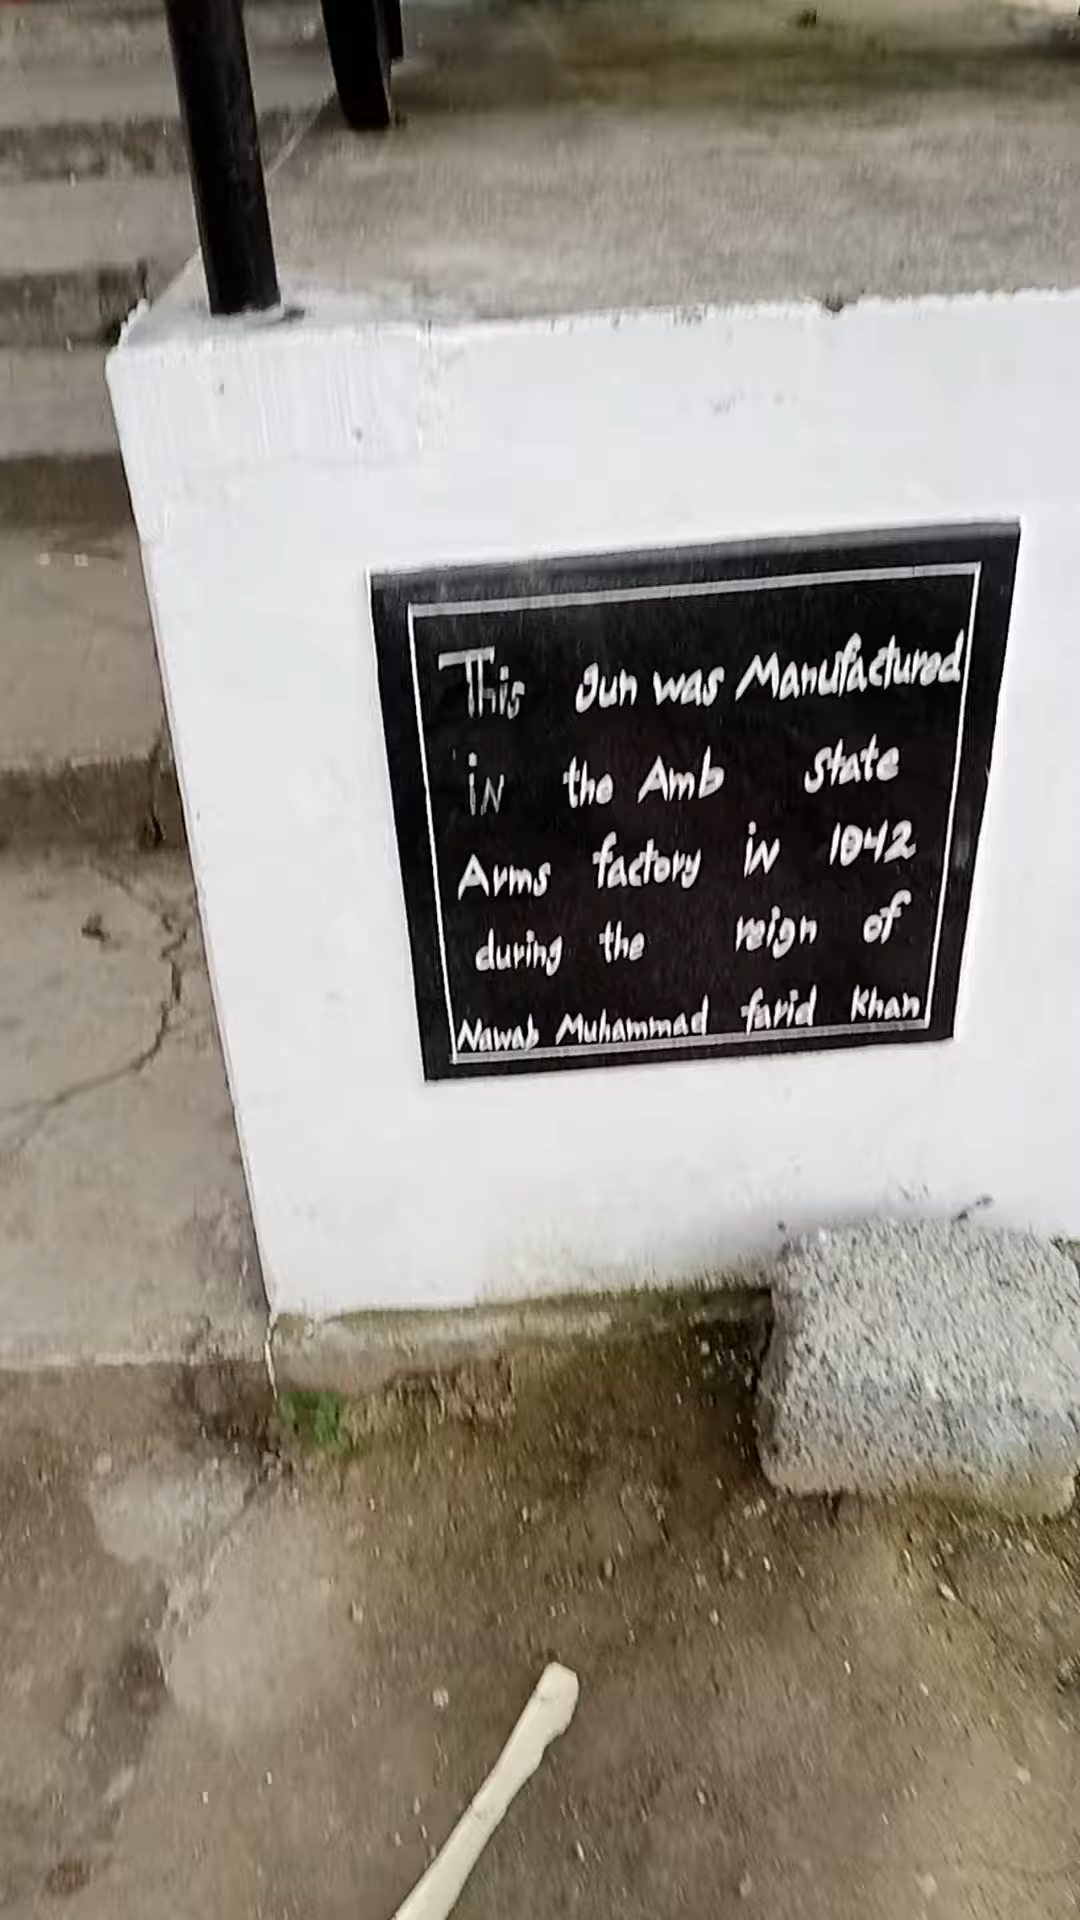 This Gun was Manufactured
in the Amb State
Arms factory in 1942
during the reign of
Nawab Muhammad farid Khan